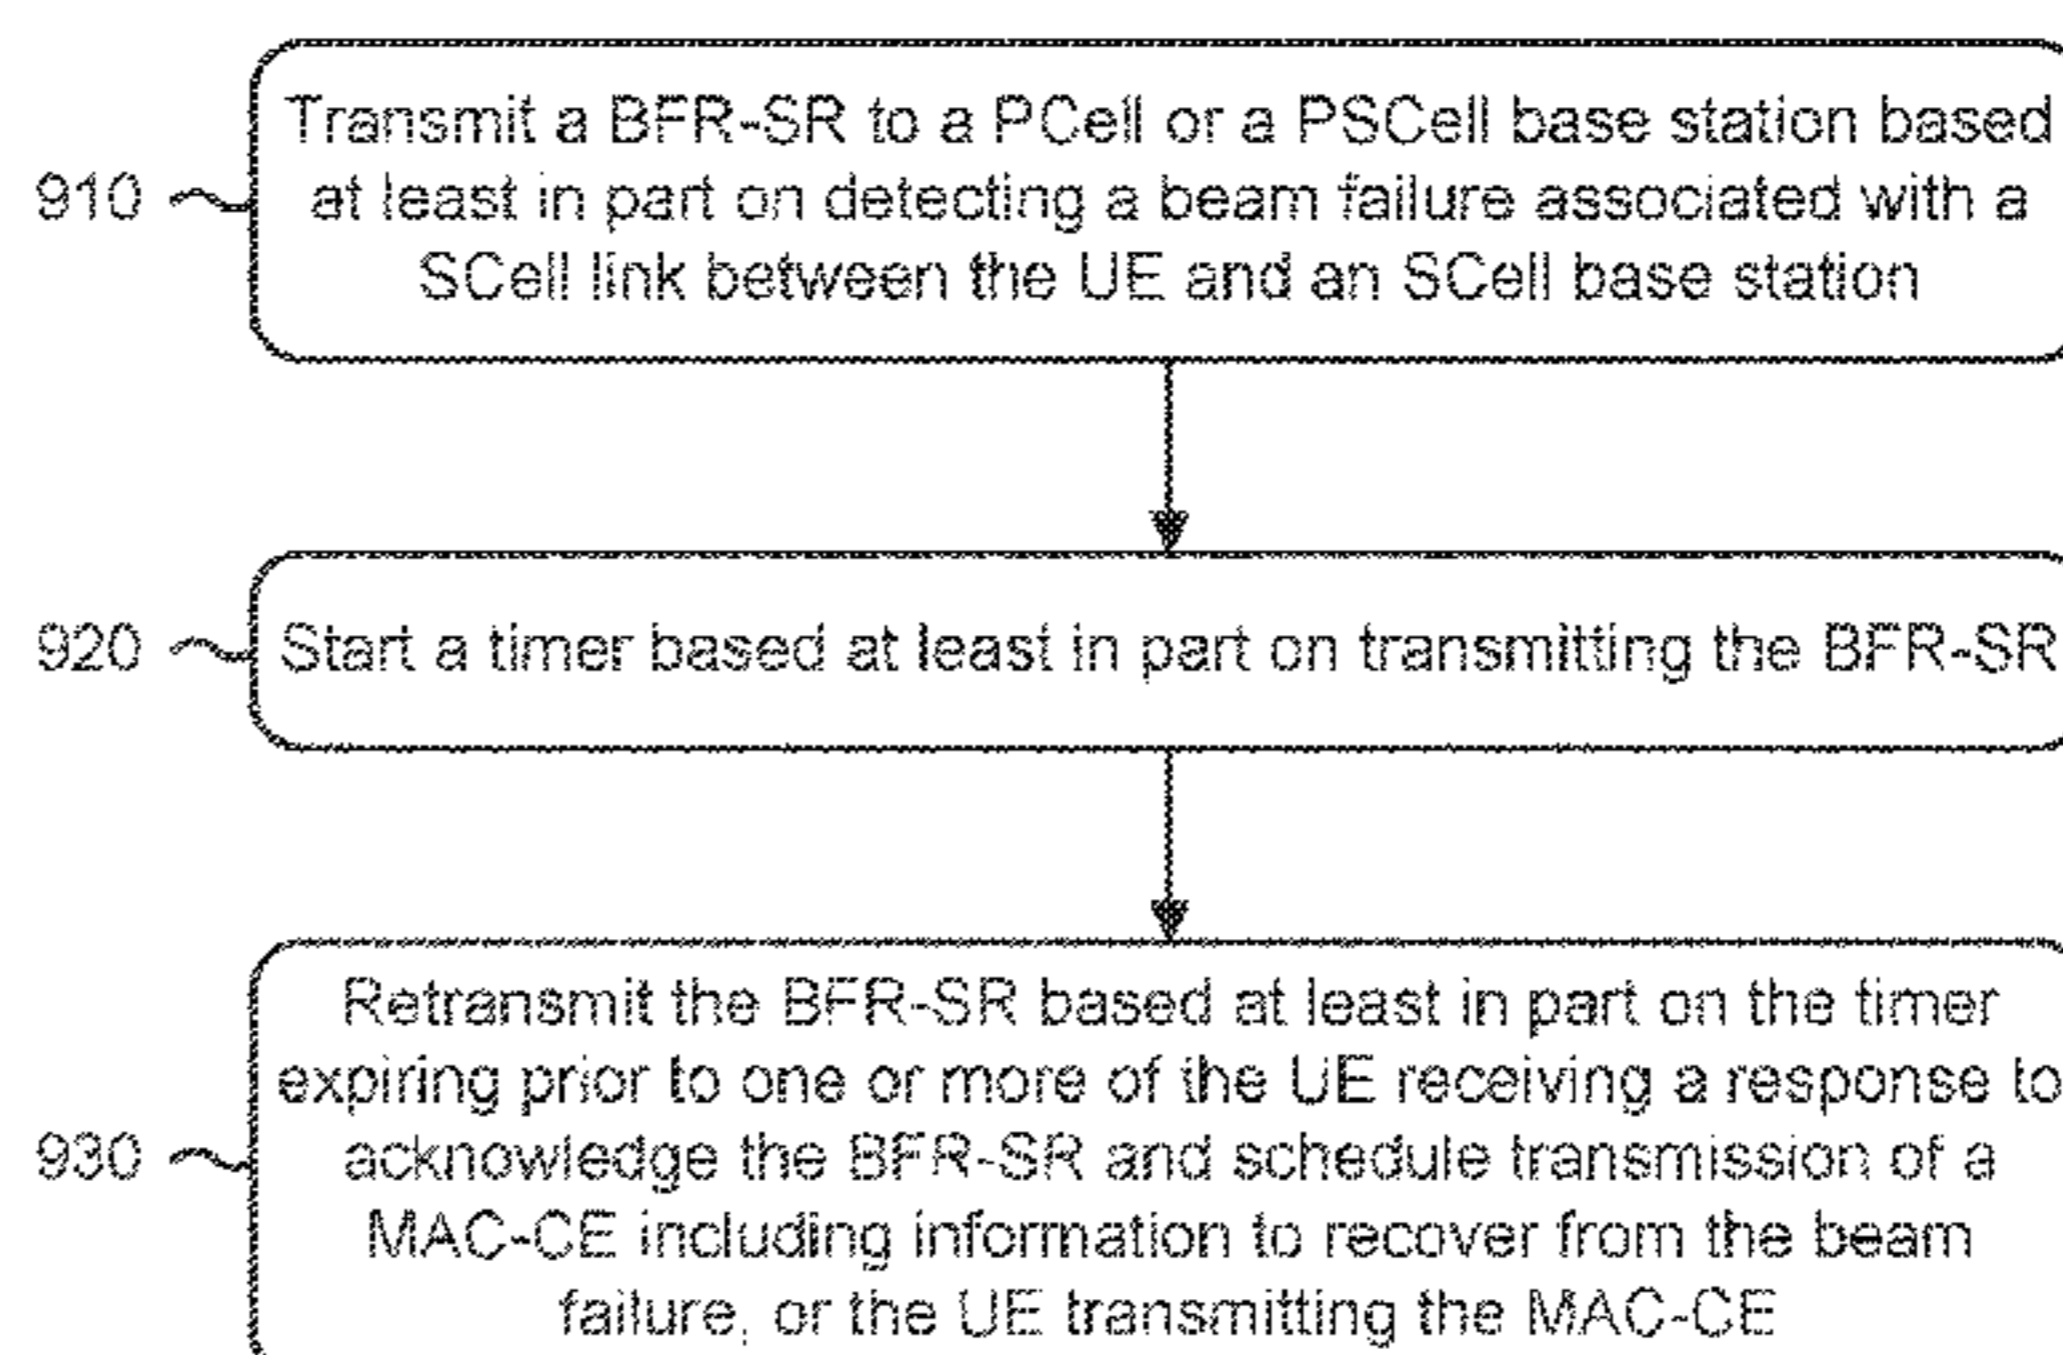 Transmit a BFR-SR to a PCell or a PSCell base station based
910 at least in part on detecting a beam failure associated with a
SCell link between the UE and an SCell base station
920 Start a timer based at least in part on transmitting the BFR-SR
Retransmit the BFR-SR based at least in part on the timer
expiring prior to one or more of the UE receiving a response to
930 acknowledge the BFR-SR and schedule transmission of a
MAC-CE including information to recover from the beam
failure, or the UE transmitting the MAC-CE